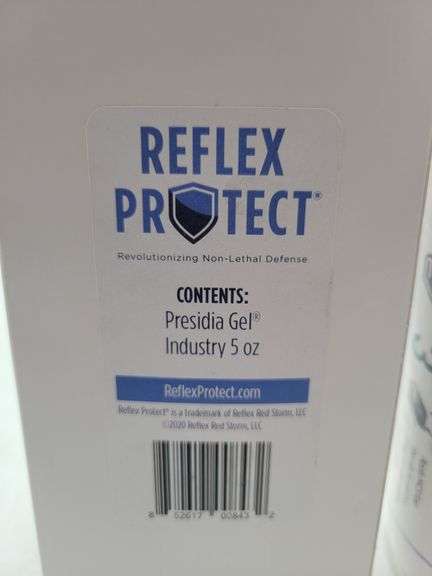 REFLEX
PROTECT®
Revolutionizing Non-Lethal Defense
CONTENTS:
Presidia Gel®
Industry 5 oz
ReflexProtect.com
Reflex Protect® is a trademark of Reflex Red Storm, LLC
©2020 Reflex Red Storm, LLC
8 52617 00843 2